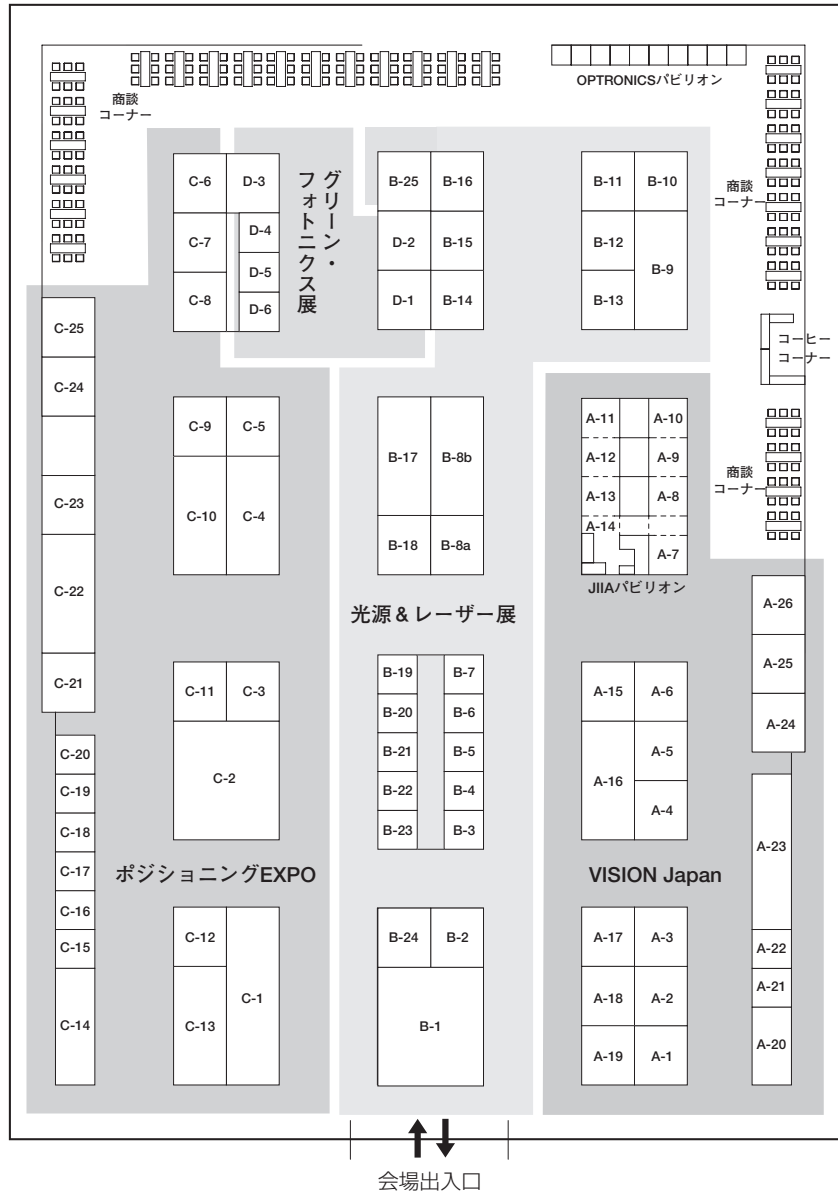 OPTRONICSパビリオン
商談
コーナー
C-6
D-3
B-25
B-16
B-11
B-10
商談
コーナー
グリーン・
フォトニクス展
C-7
D-4
D-2
B-15
B-12
B-9
D-5
C-8
D-6
D-1
B-14
B-13
C-25
コーヒー
コーナー
C-24
C-9
C-5
B-17
B-8b
A-11
A-10
A-12
A-9
商談
コーナー
C-23
C-10
C-4
A-13
A-8
A-14
B-18
B-8a
A-7
JIIAパビリオン
C-22
A-26
光源&レーザー展
C-21
C-11
C-3
B-19
B-7
A-15
A-6
A-25
B-20
B-6
A-24
C-20
C-2
B-21
B-5
A-16
A-5
C-19
B-22
B-4
A-4
C-18
B-23
B-3
A-23
C-17
ポジショニングEXPO
VISION Japan
C-16
C-15
C-12
C-1
B-24
B-2
A-17
A-3
A-22
C-14
C-13
B-1
A-18
A-2
A-21
A-19
A-1
A-20
会場出入口